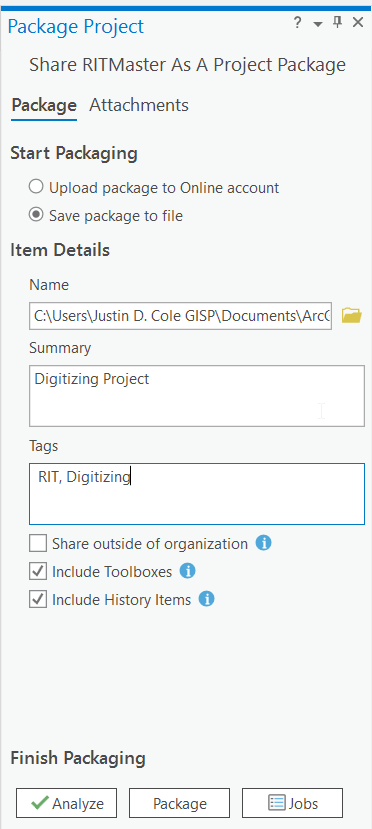 Package Project ?
Share RITMaster As A Project Package
Package Attachments
Start Packaging
Upload package to Online account
Save package to file
Item Details
Name
C:\Users\Justin D. Cole GISP\Documents\Arc
Summary
Digitizing Project
Tags
RIT, Digitizing
Share outside of organization
Include Toolboxes
Include History Items
Finish Packaging
Analyze Package Jobs